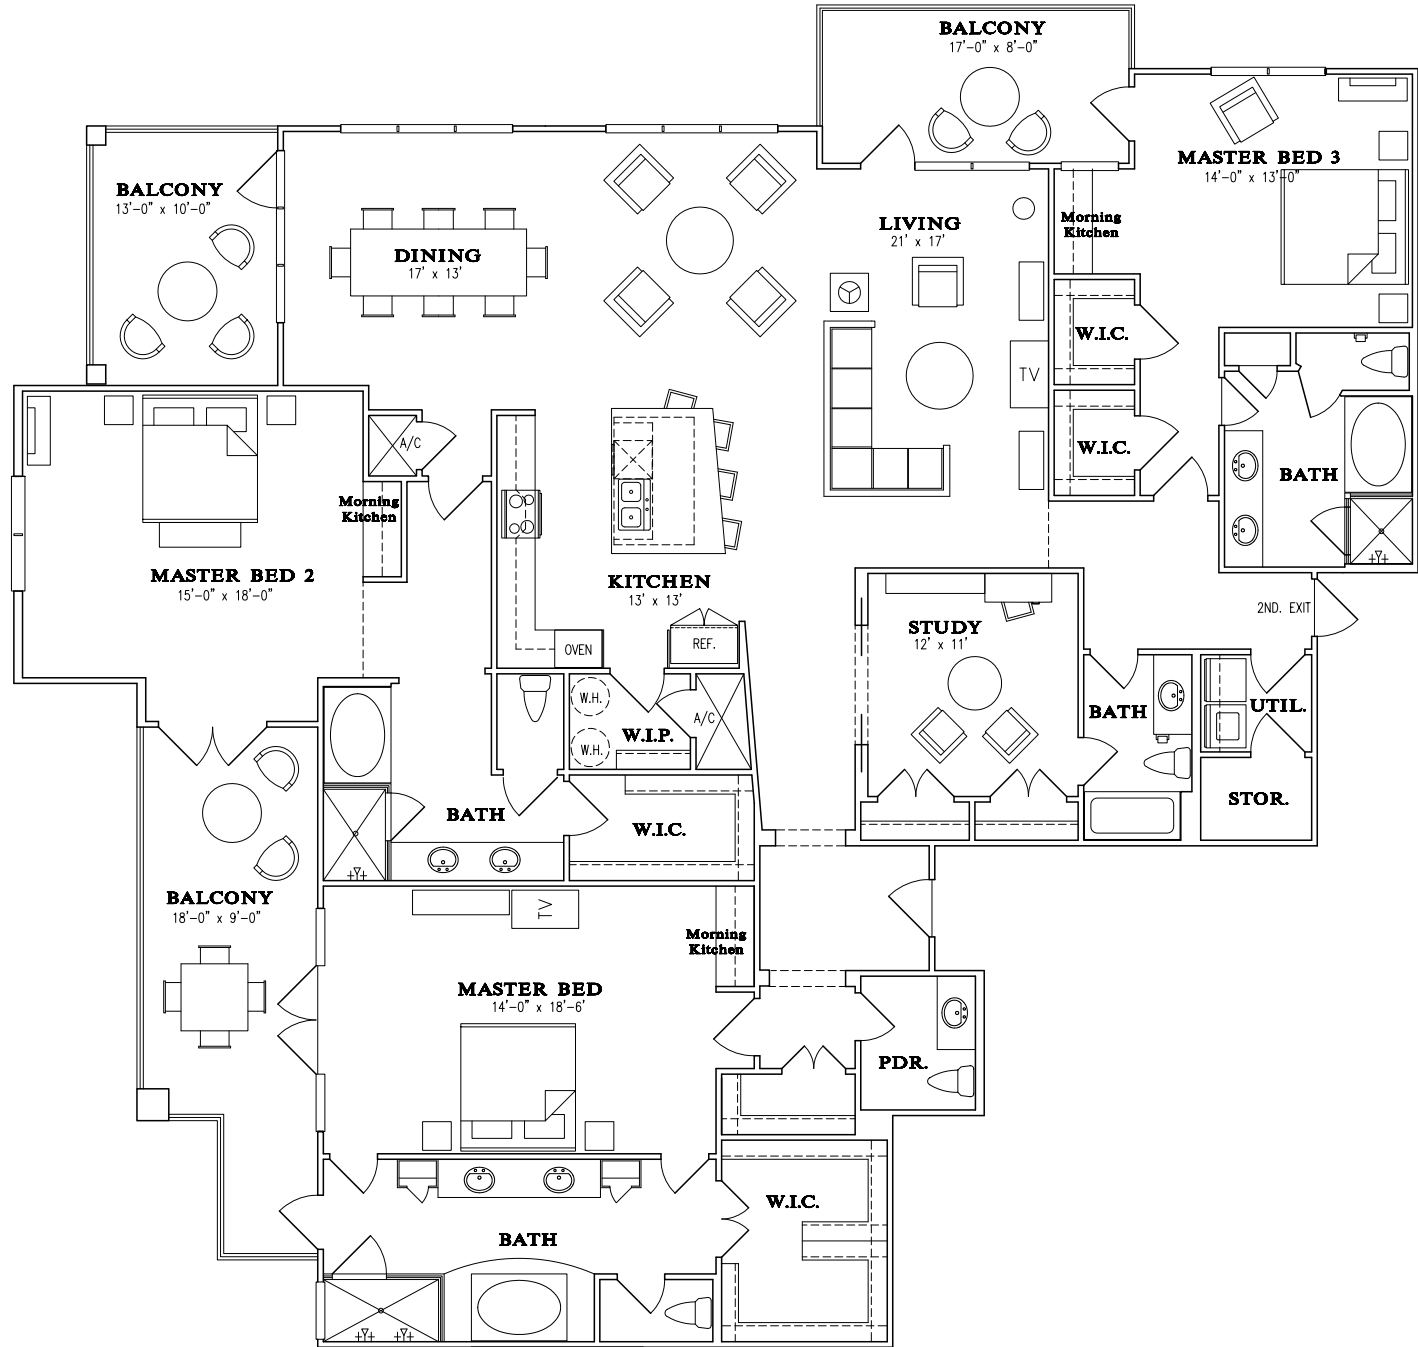 BALCONY
17'-0" x 8'-0"
MASTER BED 3
14'-0" x 13'-0"
BALCONY
13'-0" x 10'-0"
LIVING
21' x 17'
Morning
Kitchen
DINING
17' x 13'
W.I.C.
TV
A/C
W.I.C.
BATH
Morning
Kitchen
MASTER BED 2
15'-0" x 18'-0"
KITCHEN
13' x 13'
2ND. EXIT
STUDY
12' x 11'
OVEN
REF.
W.H.
A/C
W.I.P.
W.H.
BATH
UTIL.
STOR.
BATH
W.I.C.
BALCONY
18'-0" x 9'-0"
TV
Morning
Kitchen
MASTER BED
14'-0" x 18'-6'
PDR.
W.I.C.
BATH